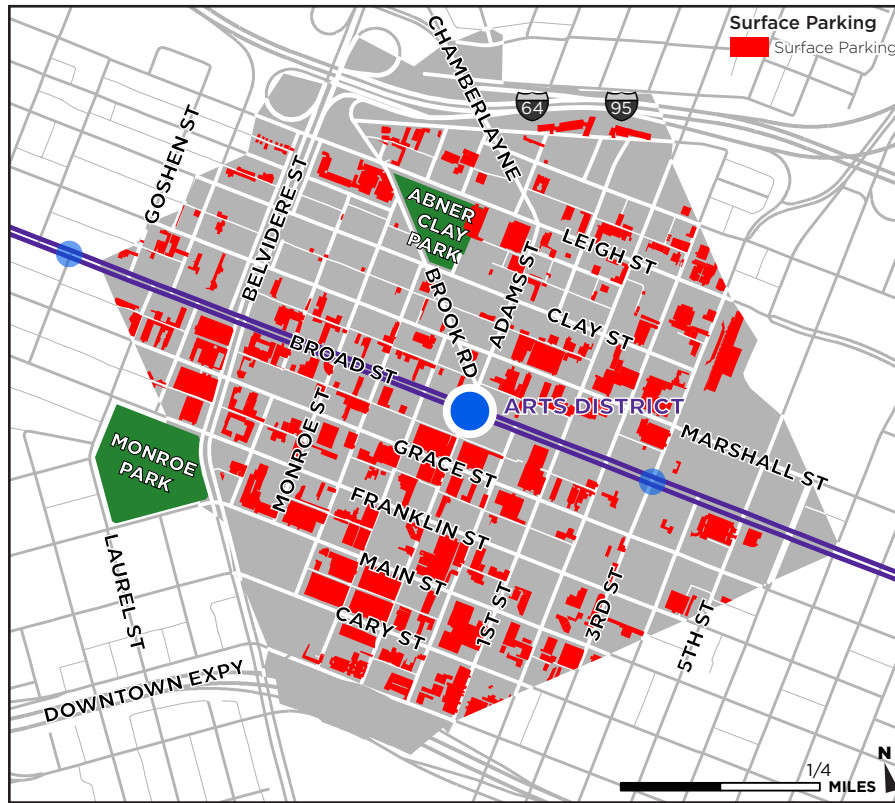 Surface Parking
Surface Parking
CHAMBERLAYNE
64
95
GOSHEN ST
BELVIDERE ST
ABNER
CLAY
PARK
LEIGH ST
ADAMS ST
BROOK RD
CLAY ST
BROAD ST
ARTS DISTRICT
MONROE ST
MARSHALL ST
MONROE
PARK
GRACE ST
FRANKLIN ST
MAIN ST
LAUREL ST
CARY ST
1ST ST
3RD ST
5TH ST
DOWNTOWN EXPY
N
1/4
MILES